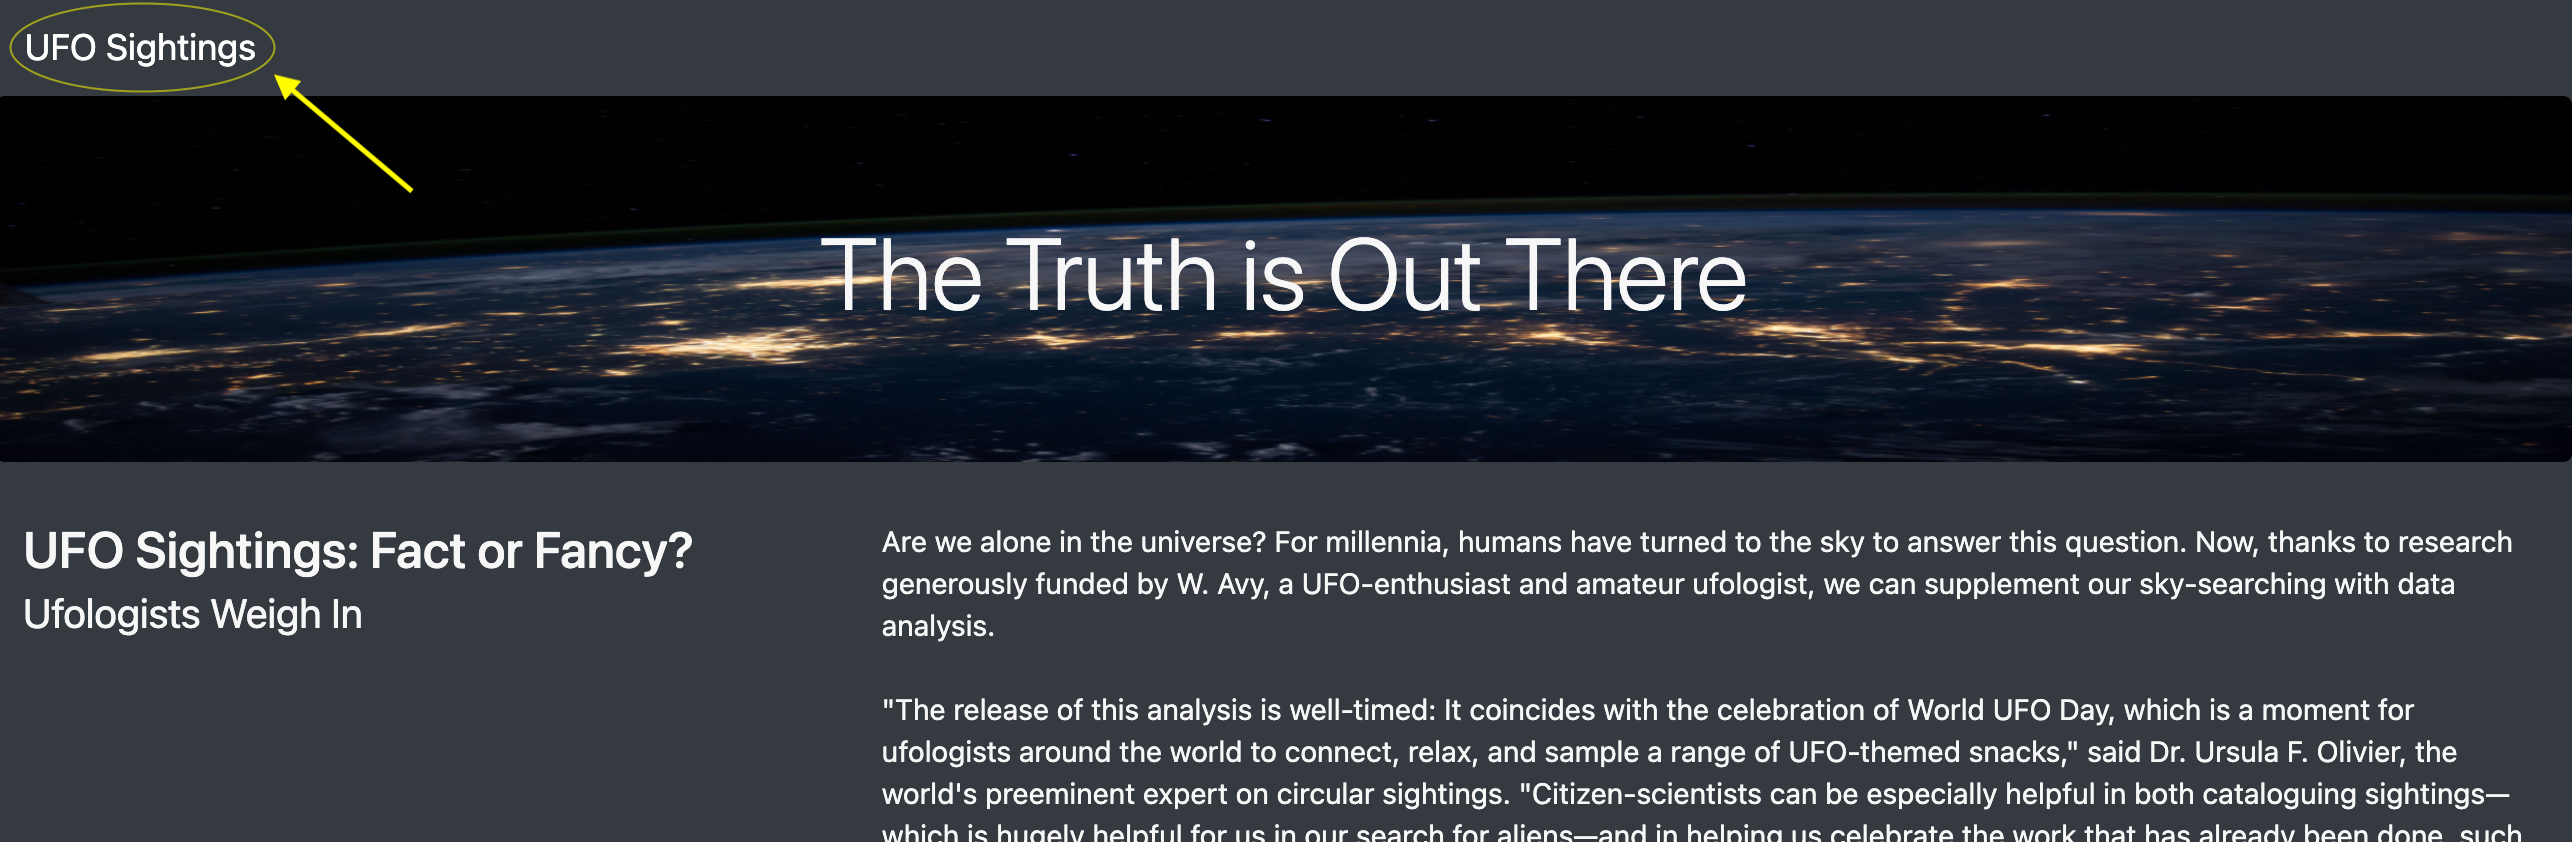 UFO Sightings
The Truth is Out There
UFO Sightings: Fact or Fancy?
Ufologists Weigh In
Are we alone in the universe? For millennia, humans have turned to the sky to answer this question. Now, thanks to research
generously funded by W. Avy, a UFO-enthusiast and amateur ufologist, we can supplement our sky-searching with data
analysis.
"The release of this analysis is well-timed: It coincides with the celebration of World UFO Day, which is a moment for
ufologists around the world to connect, relax, and sample a range of UFO-themed snacks," said Dr. Ursula F. Olivier, the
world's preeminent expert on circular sightings. "Citizen-scientists can be especially helpful in both cataloguing sightings—
which is hugely helpful for us in our search for aliens—and in helping us celebrate the work that has already been done, such